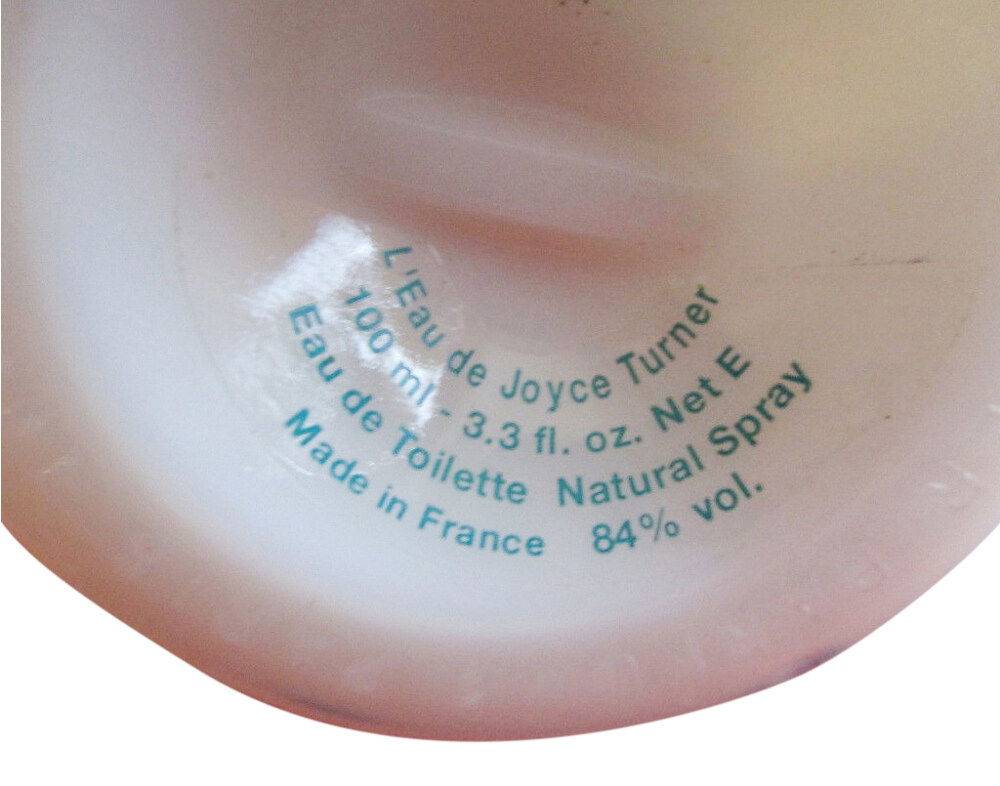 L'Eau de Joyce Turner
100 ml - 3.3 fl. oz. Net E
Eau de Toilette Natural Spray
Made in France 84% vol.